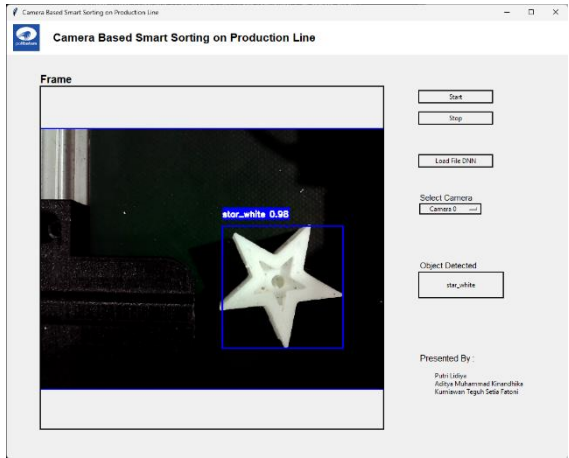 Camera Based Smart Sorting on Production Line
Camera Based Smart Sorting on Production Line
Frame
Start
Stop
Load File DNN
Select Camera
Camera 0
star_white 0.98
Object Detected
star_white
Presented By :
Putri Lidiya
Aditya Muhammad Kinandhika
Kurniawan Teguh Setia Fatoni